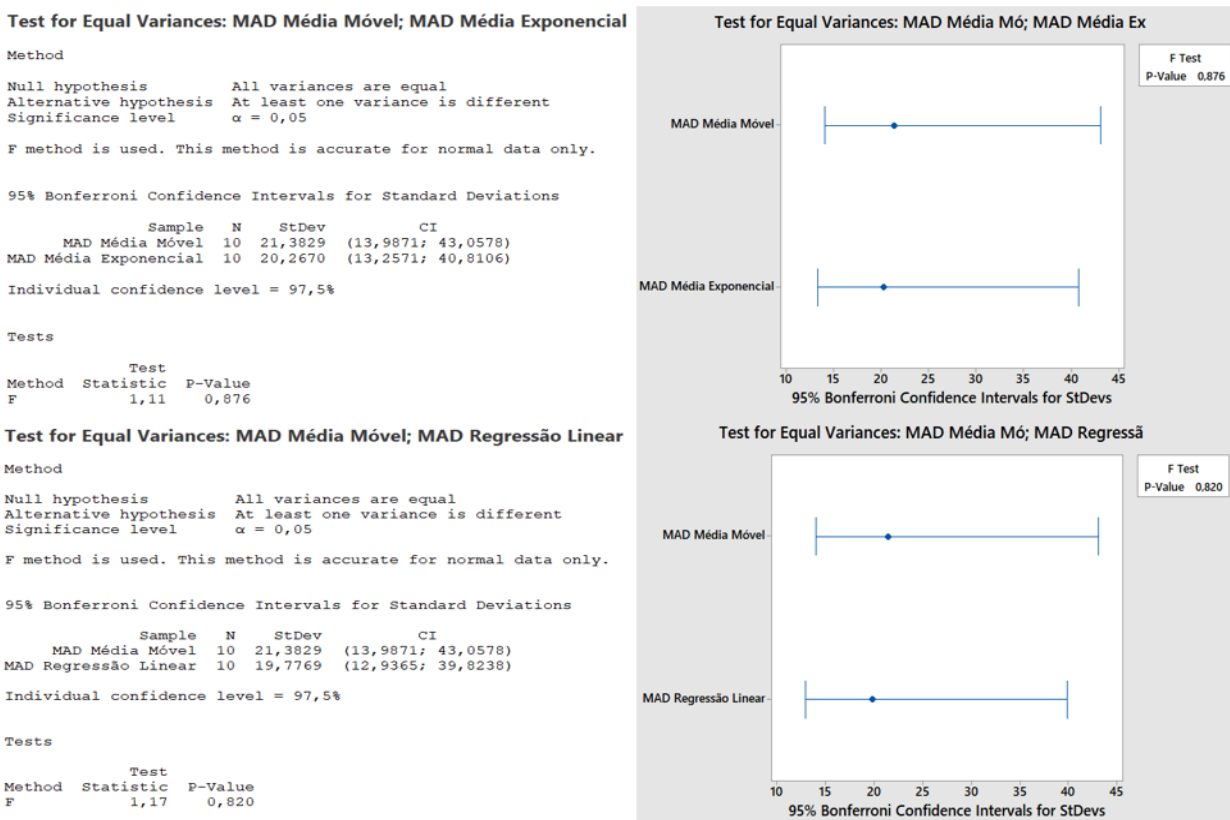 Test for Equal Variances: MAD Média Móvel; MAD Média Exponencial
Method
Null hypothesis All variances are equal
Alternative hypothesis At least one variance is different
Significance level α = 0,05
F method is used. This method is accurate for normal data only.
95% Bonferroni Confidence Intervals for Standard Deviations
Sample N StDev CI
MAD Média Móvel 10 21,3829 (13,9871; 43,0578)
MAD Média Exponencial 10 20,2670 (13,2571; 40,8106)
Individual confidence level = 97,5%
Tests
Test
Method Statistic P-Value
F 1,11 0,876
Test for Equal Variances: MAD Média Mó; MAD Média Ex
F Test
P-Value 0,876
MAD Média Móvel
MAD Média Exponencial
10 15 20 25 30 35 40 45
95% Bonferroni Confidence Intervals for StDevs
Test for Equal Variances: MAD Média Móvel; MAD Regressão Linear
Method
Null hypothesis All variances are equal
Alternative hypothesis At least one variance is different
Significance level α = 0,05
F method is used. This method is accurate for normal data only.
95% Bonferroni Confidence Intervals for Standard Deviations
Sample N StDev CI
MAD Média Móvel 10 21,3829 (13,9871; 43,0578)
MAD Regressão Linear 10 19,7769 (12,9365; 39,8238)
Individual confidence level = 97,5%
Tests
Test
Method Statistic P-Value
F 1,17 0,820
Test for Equal Variances: MAD Média Mó; MAD Regressã
F Test
P-Value 0,820
MAD Média Móvel
MAD Regressão Linear
10 15 20 25 30 35 40 45
95% Bonferroni Confidence Intervals for StDevs